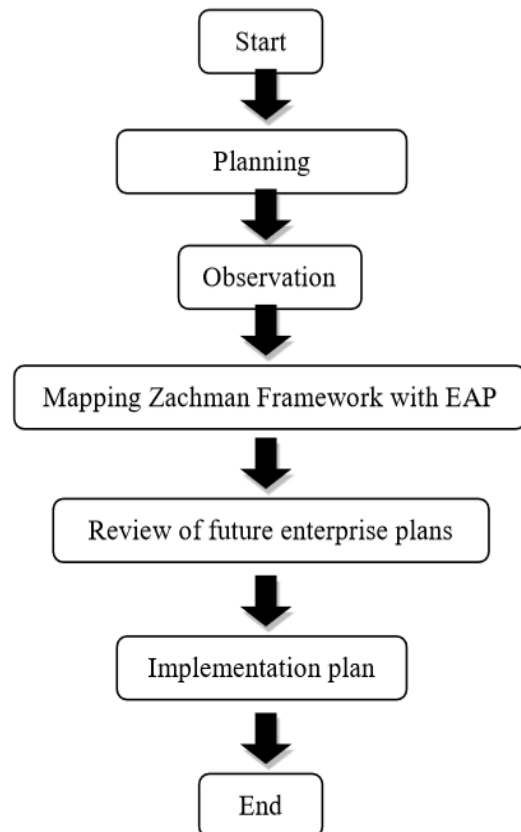 Start
Planning
Observation
Mapping Zachman Framework with EAP
Review of future enterprise plans
Implementation plan
End